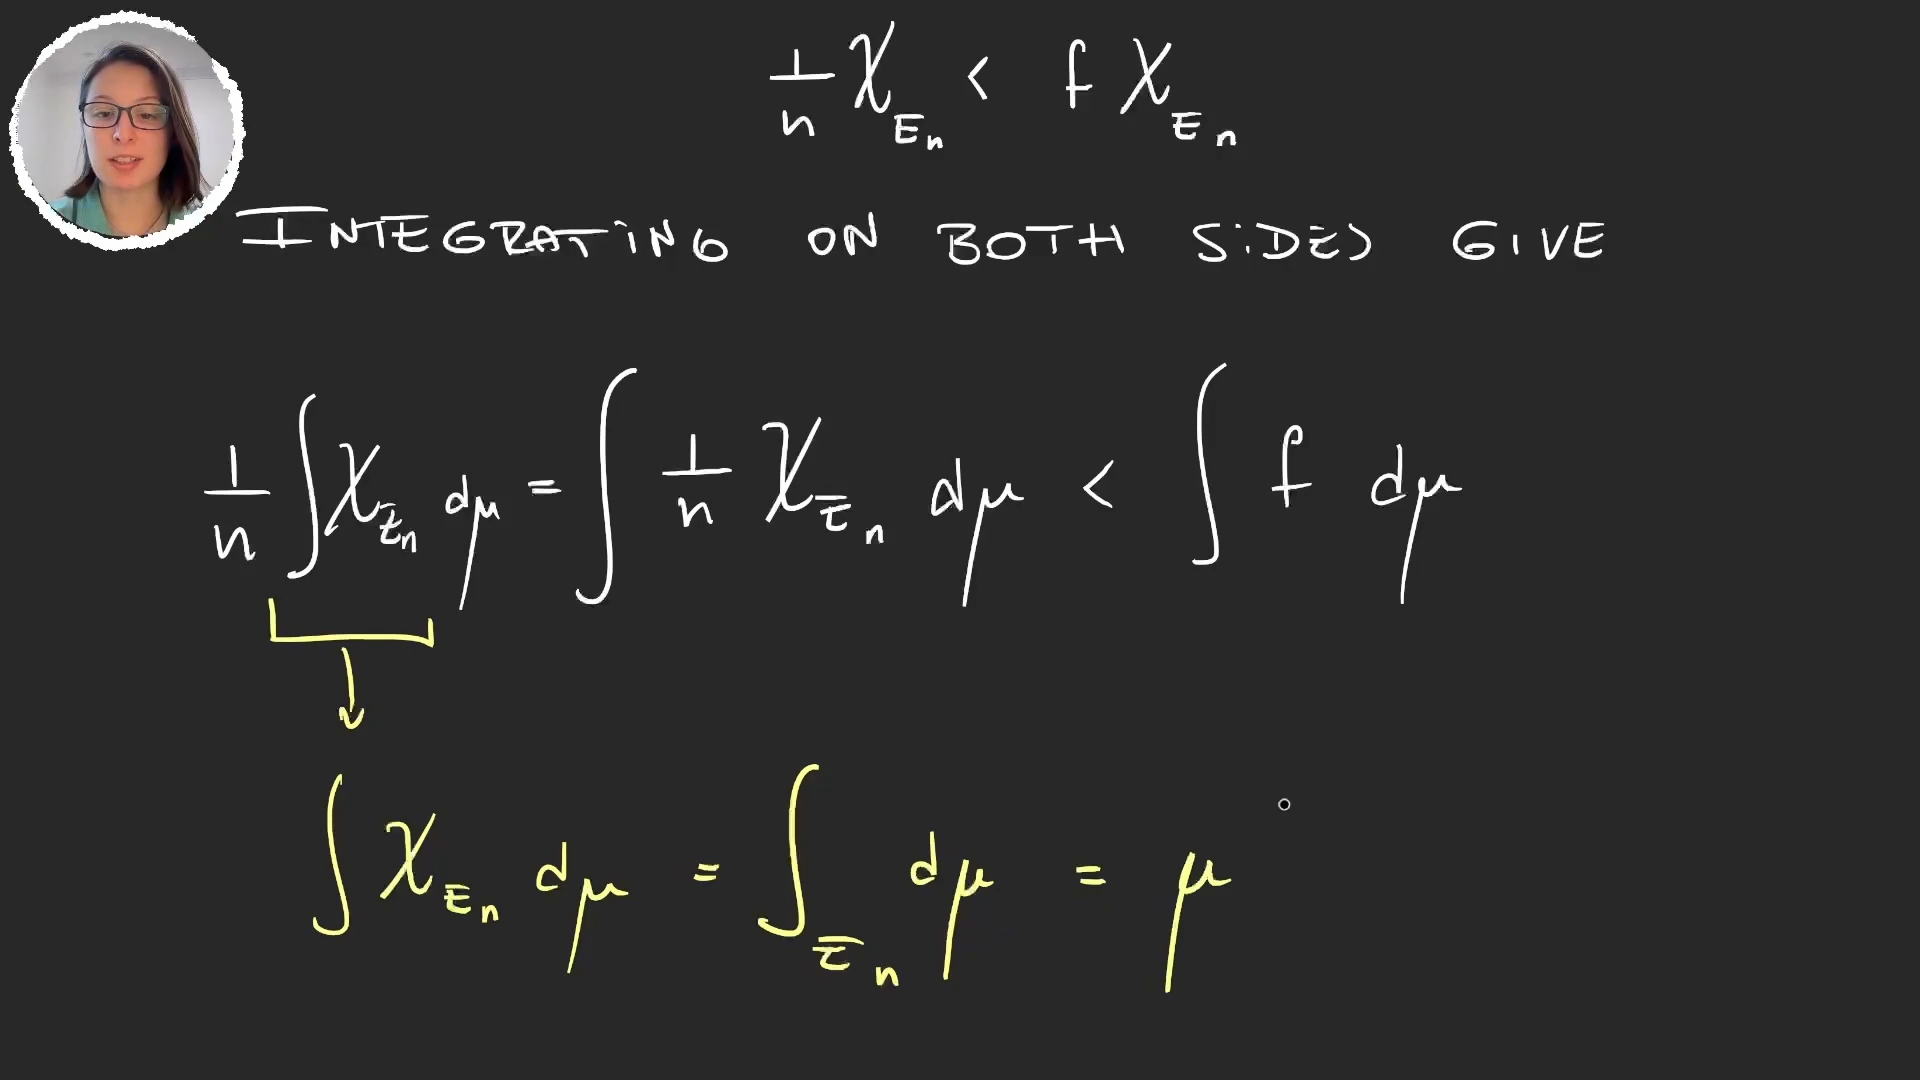 1/n χ_{E_n} < f χ_{E_n}
INTEGRATiNG ON BOTH SiDES GIVE
1/n ∫ χ_{E_n} dμ = ∫ 1/n χ_{E_n} dμ < ∫ f dμ
∫ χ_{E_n} dμ = ∫_{E_n} dμ = μ